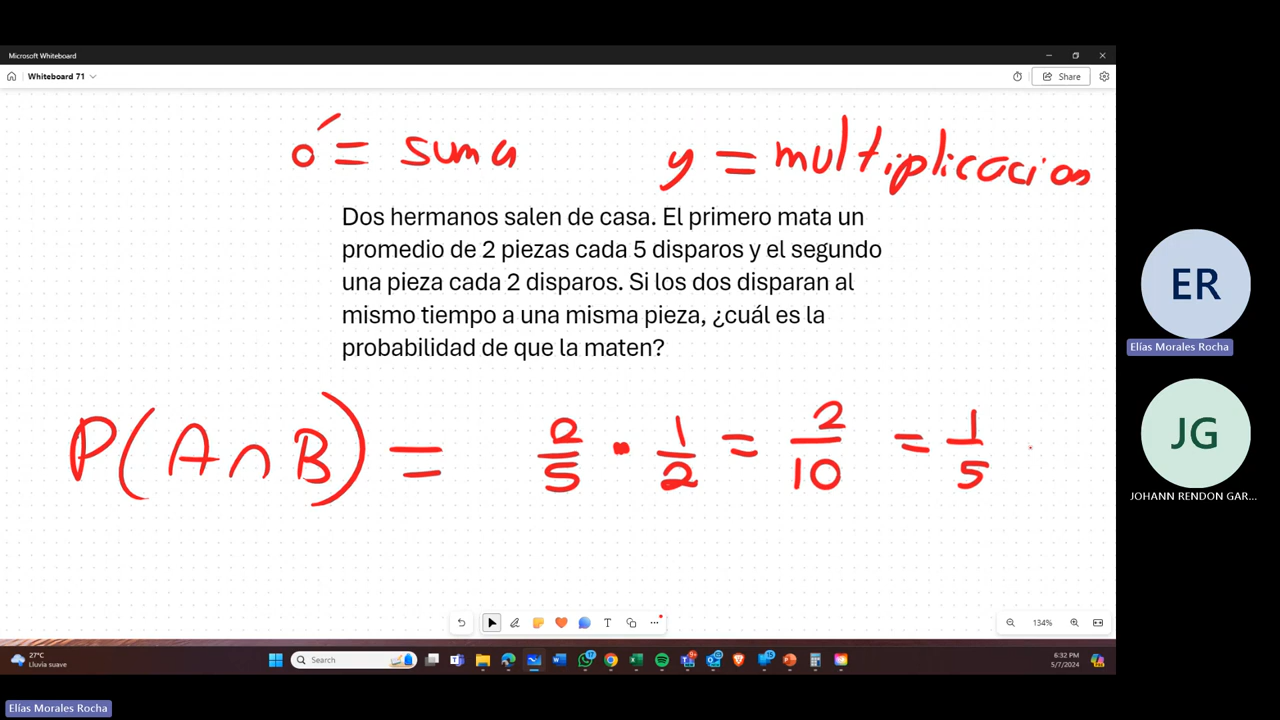 Microsoft Whiteboard
Whiteboard 71
Share
ó = suma
y = multiplicacion
Dos hermanos salen de casa. El primero mata un
promedio de 2 piezas cada 5 disparos y el segundo
una pieza cada 2 disparos. Si los dos disparan al
mismo tiempo a una misma pieza, ¿cuál es la
probabilidad de que la maten?
P(A∩B) = 2/5 · 1/2 = 2/10 = 1/5
ER
Elías Morales Rocha
JG
JOHANN RENDON GAR...
134%
27°C
Lluvia suave
Search
6:32 PM
5/7/2024
Elías Morales Rocha